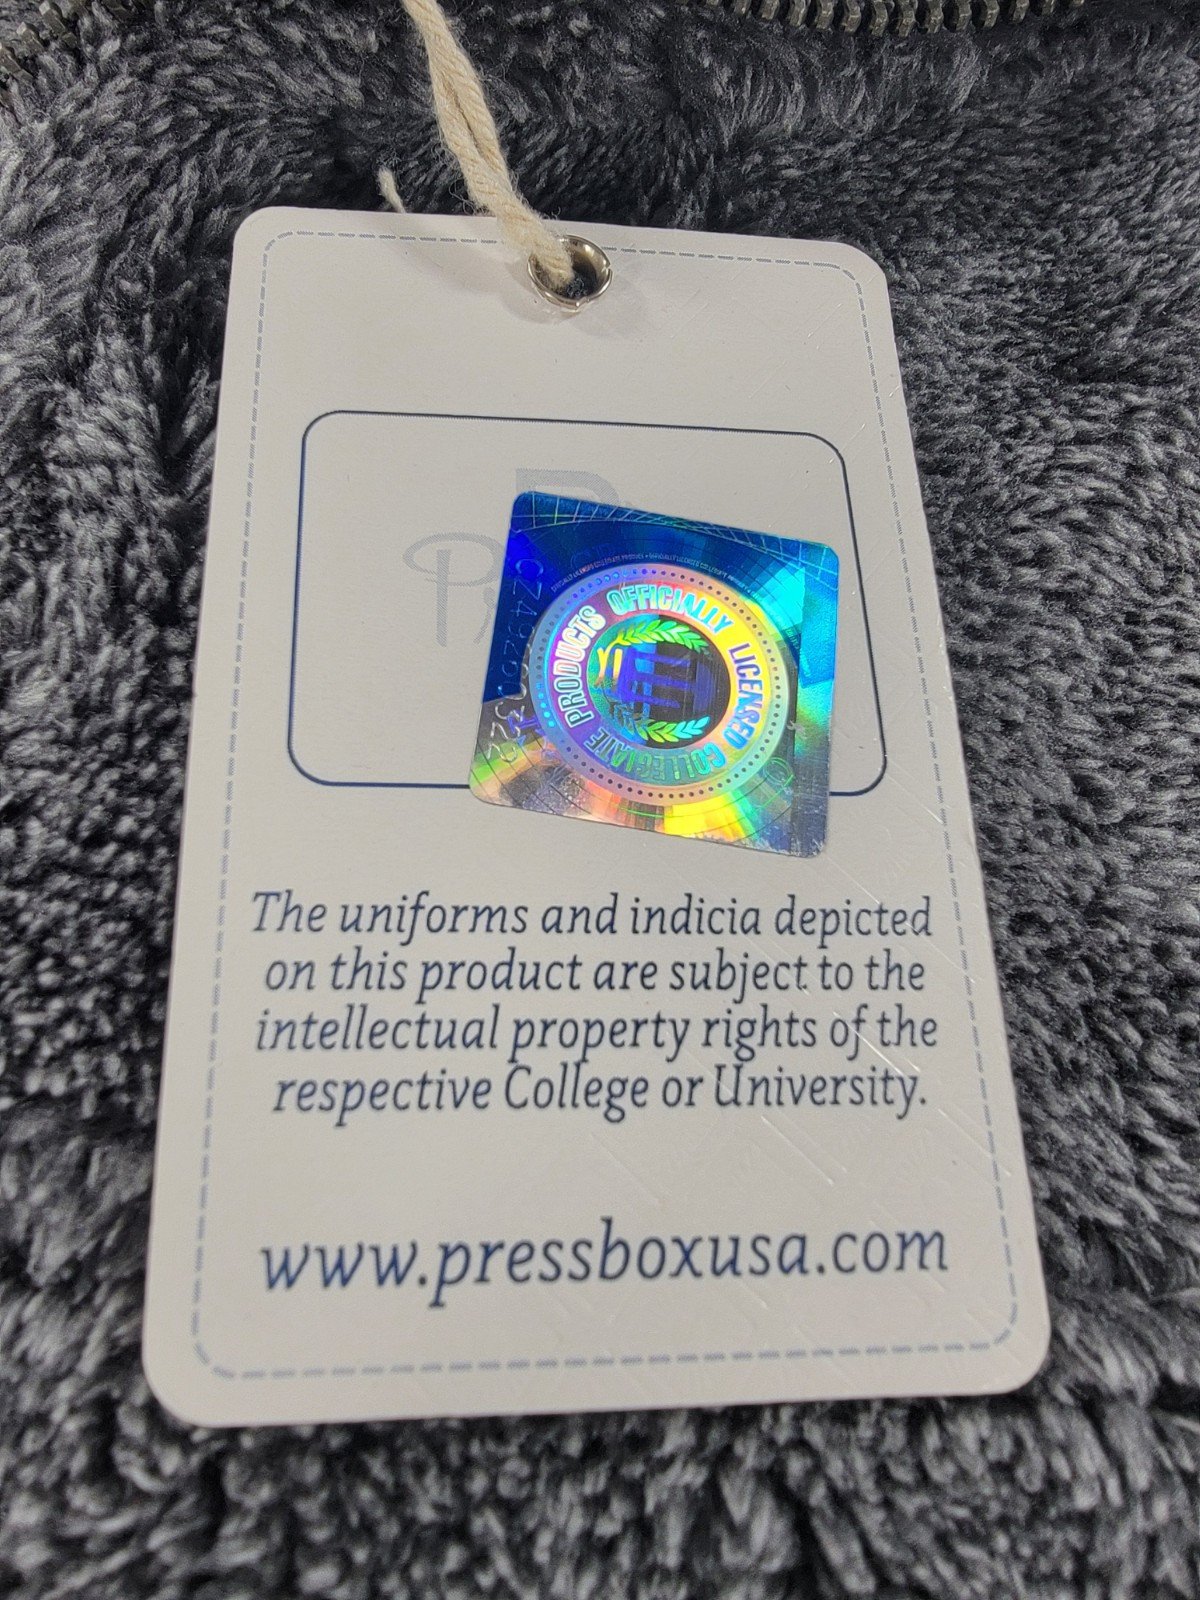 OFFICIALLY LICENSED COLLEGIATE PRODUCTS
The uniforms and indicia depicted
on this product are subject to the
intellectual property rights of the
respective College or University.
www.pressboxusa.com